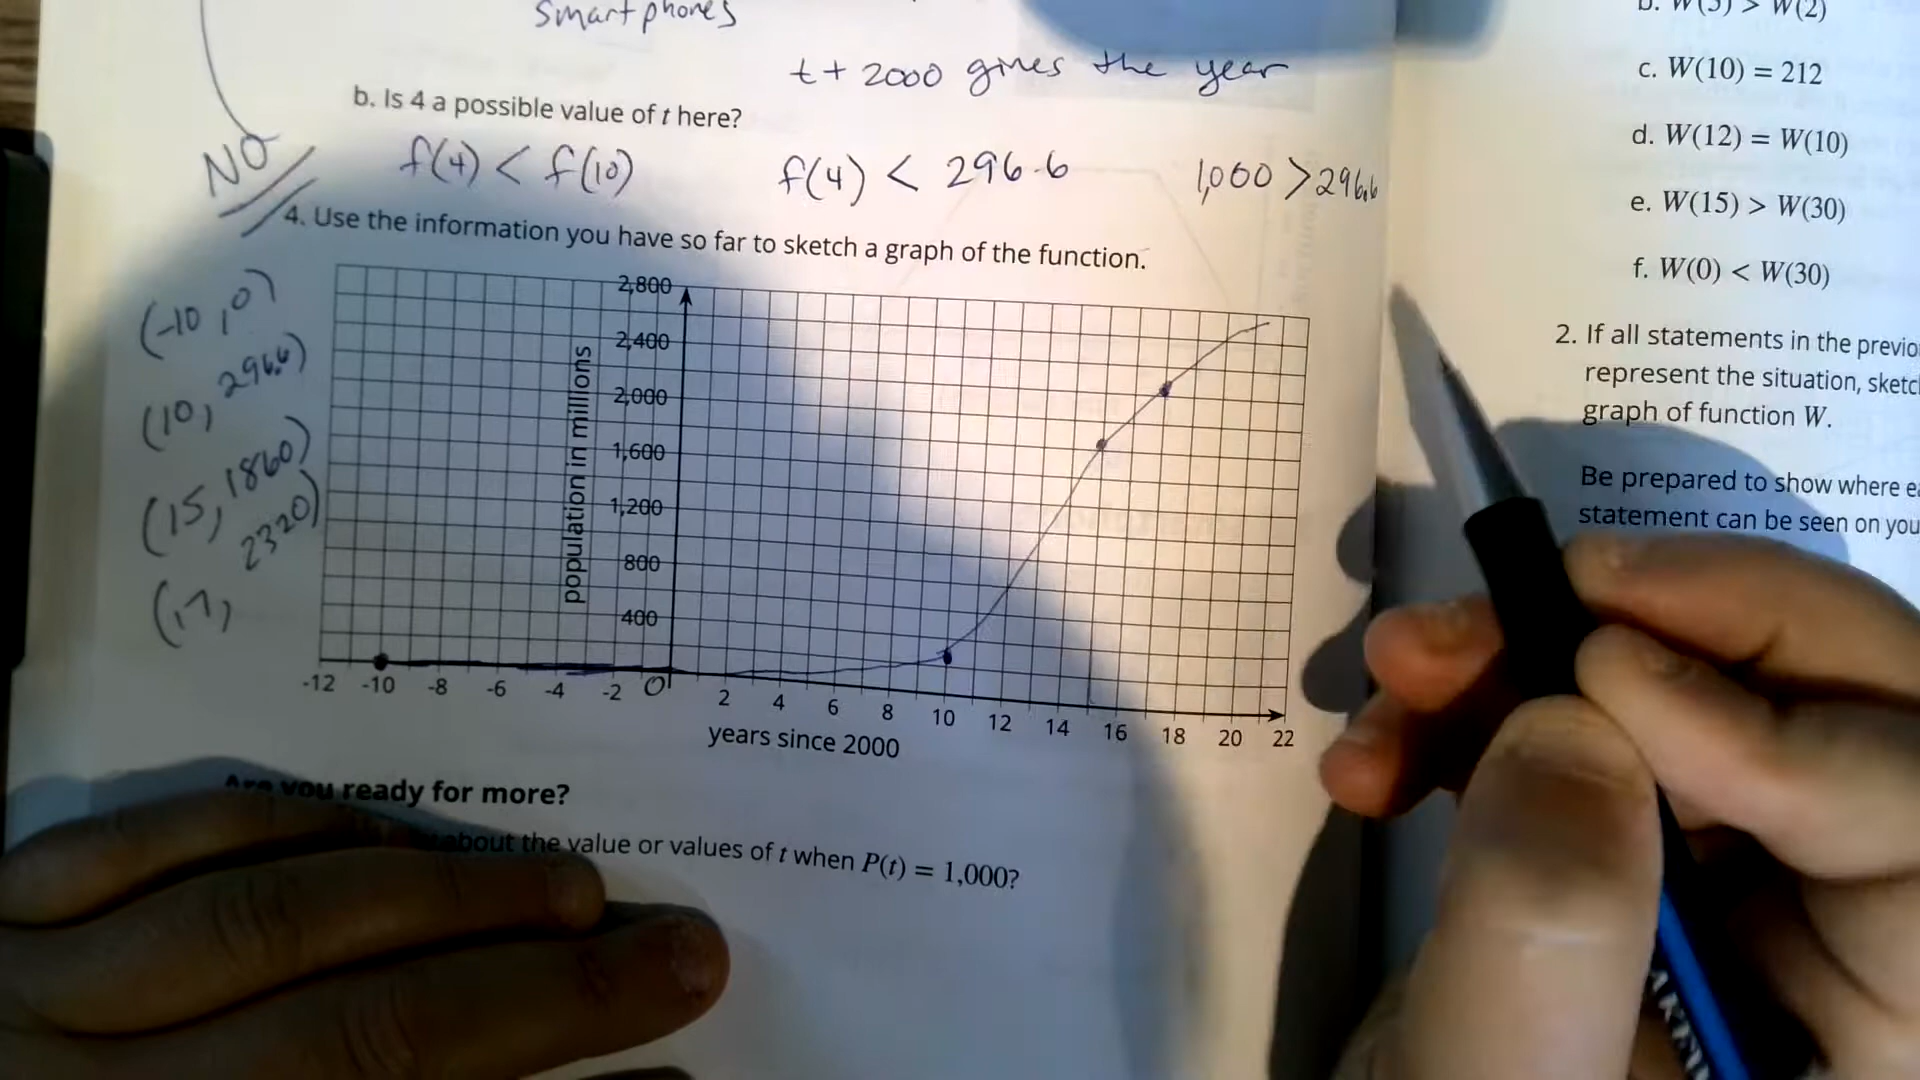 smartphones
t + 2000 gives the year
b. Is 4 a possible value of t here?
NO
f(4) < f(10) f(4) < 296.6 1,000 > 296.6
4. Use the information you have so far to sketch a graph of the function.
(-10, 0)
(10, 296.6)
(15, 1860)
(17, 2320)
population in millions
2,800
2,400
2,000
1,600
1,200
800
400
-12 -10 -8 -6 -4 -2 O 2 4 6 8 10 12 14 16 18 20 22
years since 2000
Are you ready for more?
about the value or values of t when P(t) = 1,000?
b. W(5) > W(2)
c. W(10) = 212
d. W(12) = W(10)
e. W(15) > W(30)
f. W(0) < W(30)
2. If all statements in the previo
represent the situation, sketc
graph of function W.
Be prepared to show where ea
statement can be seen on you